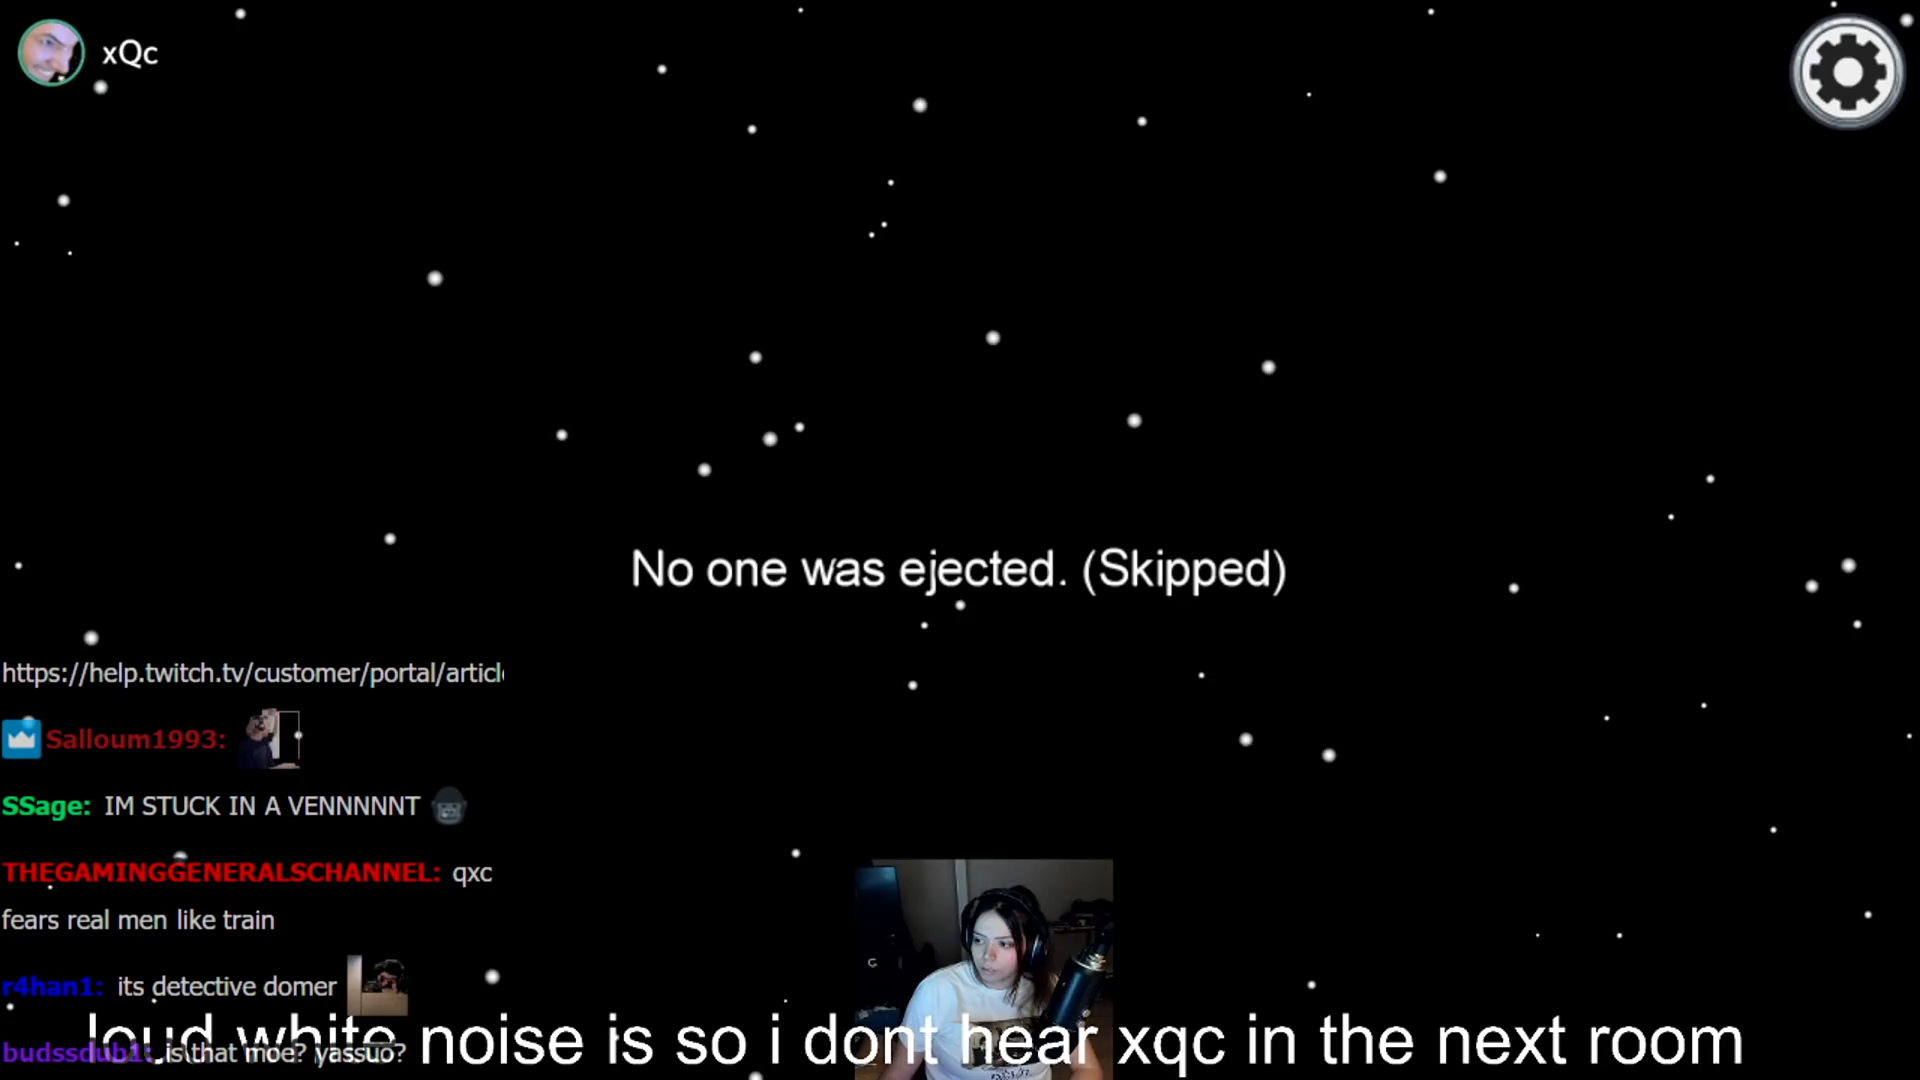 xQc
No one was ejected. (Skipped)
https://help.twitch.tv/customer/portal/articl
Salloum1993:
SSage: IM STUCK IN A VENNNNNT
THEGAMINGGENERALSCHANNEL: qxc
fears real men like train
r4han1: its detective domer
loud white noise is so i dont hear xqc in the next room
budssdub1: is that moe? yassuo?